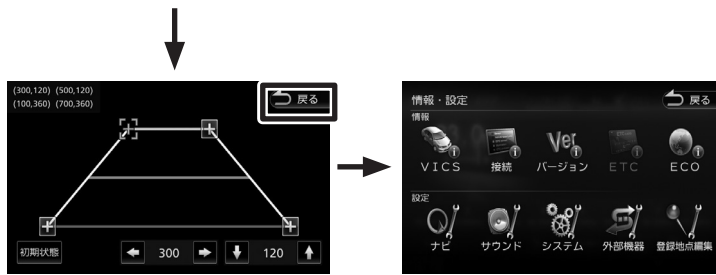 (300,120) (500,120)
(100,360) (700,360)
戻る
初期状態
300
120
情報・設定
戻る
情報
VICS
接続
Ver
バージョン
ETC
ECO
設定
ナビ
サウンド
システム
外部機器
登録地点編集